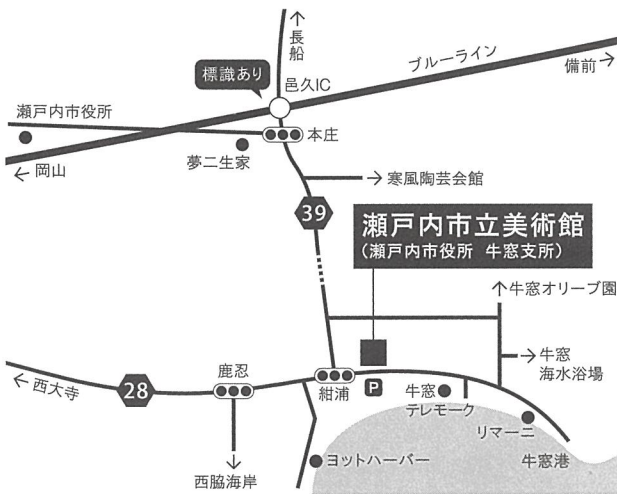 長船
標識あり
邑久IC
ブルーライン
備前
瀬戸内市役所
本庄
夢二生家
岡山
寒風陶芸会館
39
瀬戸内市立美術館
(瀬戸内市役所 牛窓支所)
牛窓オリーブ園
牛窓
海水浴場
鹿忍
紺浦
P
西大寺
28
牛窓
テレモーク
リマーニ
牛窓港
ヨットハーバー
西脇海岸